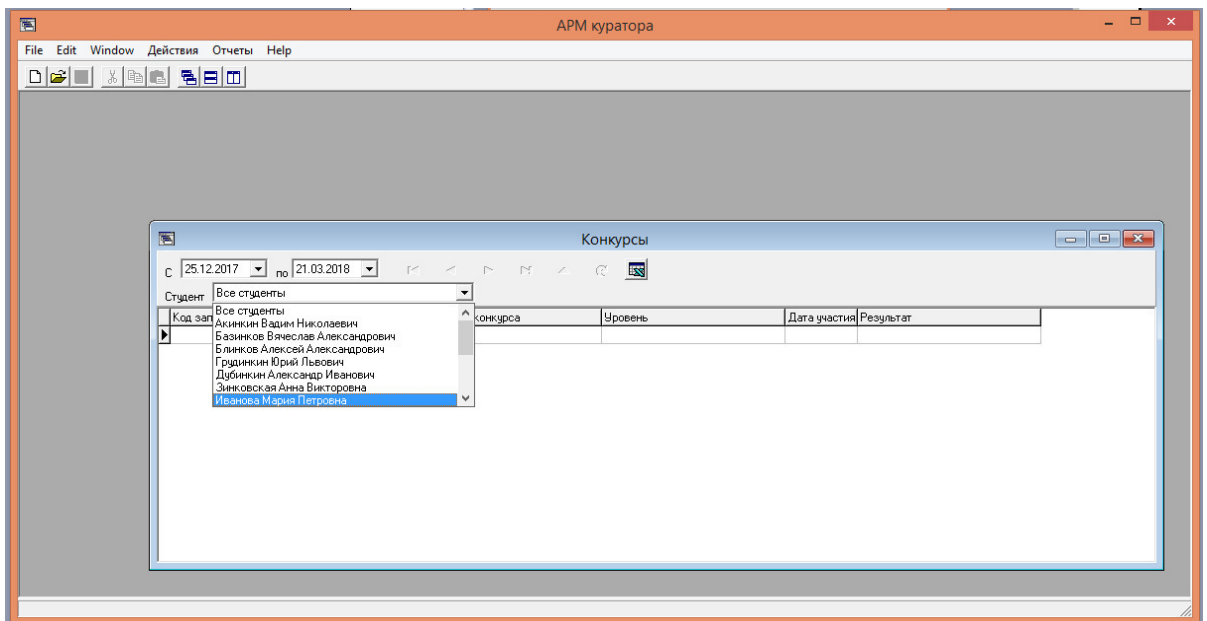 АРМ куратора
File Edit Window Действия Отчеты Help
Конкурсы
С 25.12.2017 по 21.03.2018
Студент Все студенты
Код зап конкурса Уровень Дата участия Результат
Все студенты
Акинкин Вадим Николаевич
Базинков Вячеслав Александрович
Блинков Алексей Александрович
Грудинкин Юрий Львович
Дубинкин Александр Иванович
Зинковская Анна Викторовна
Иванова Мария Петровна